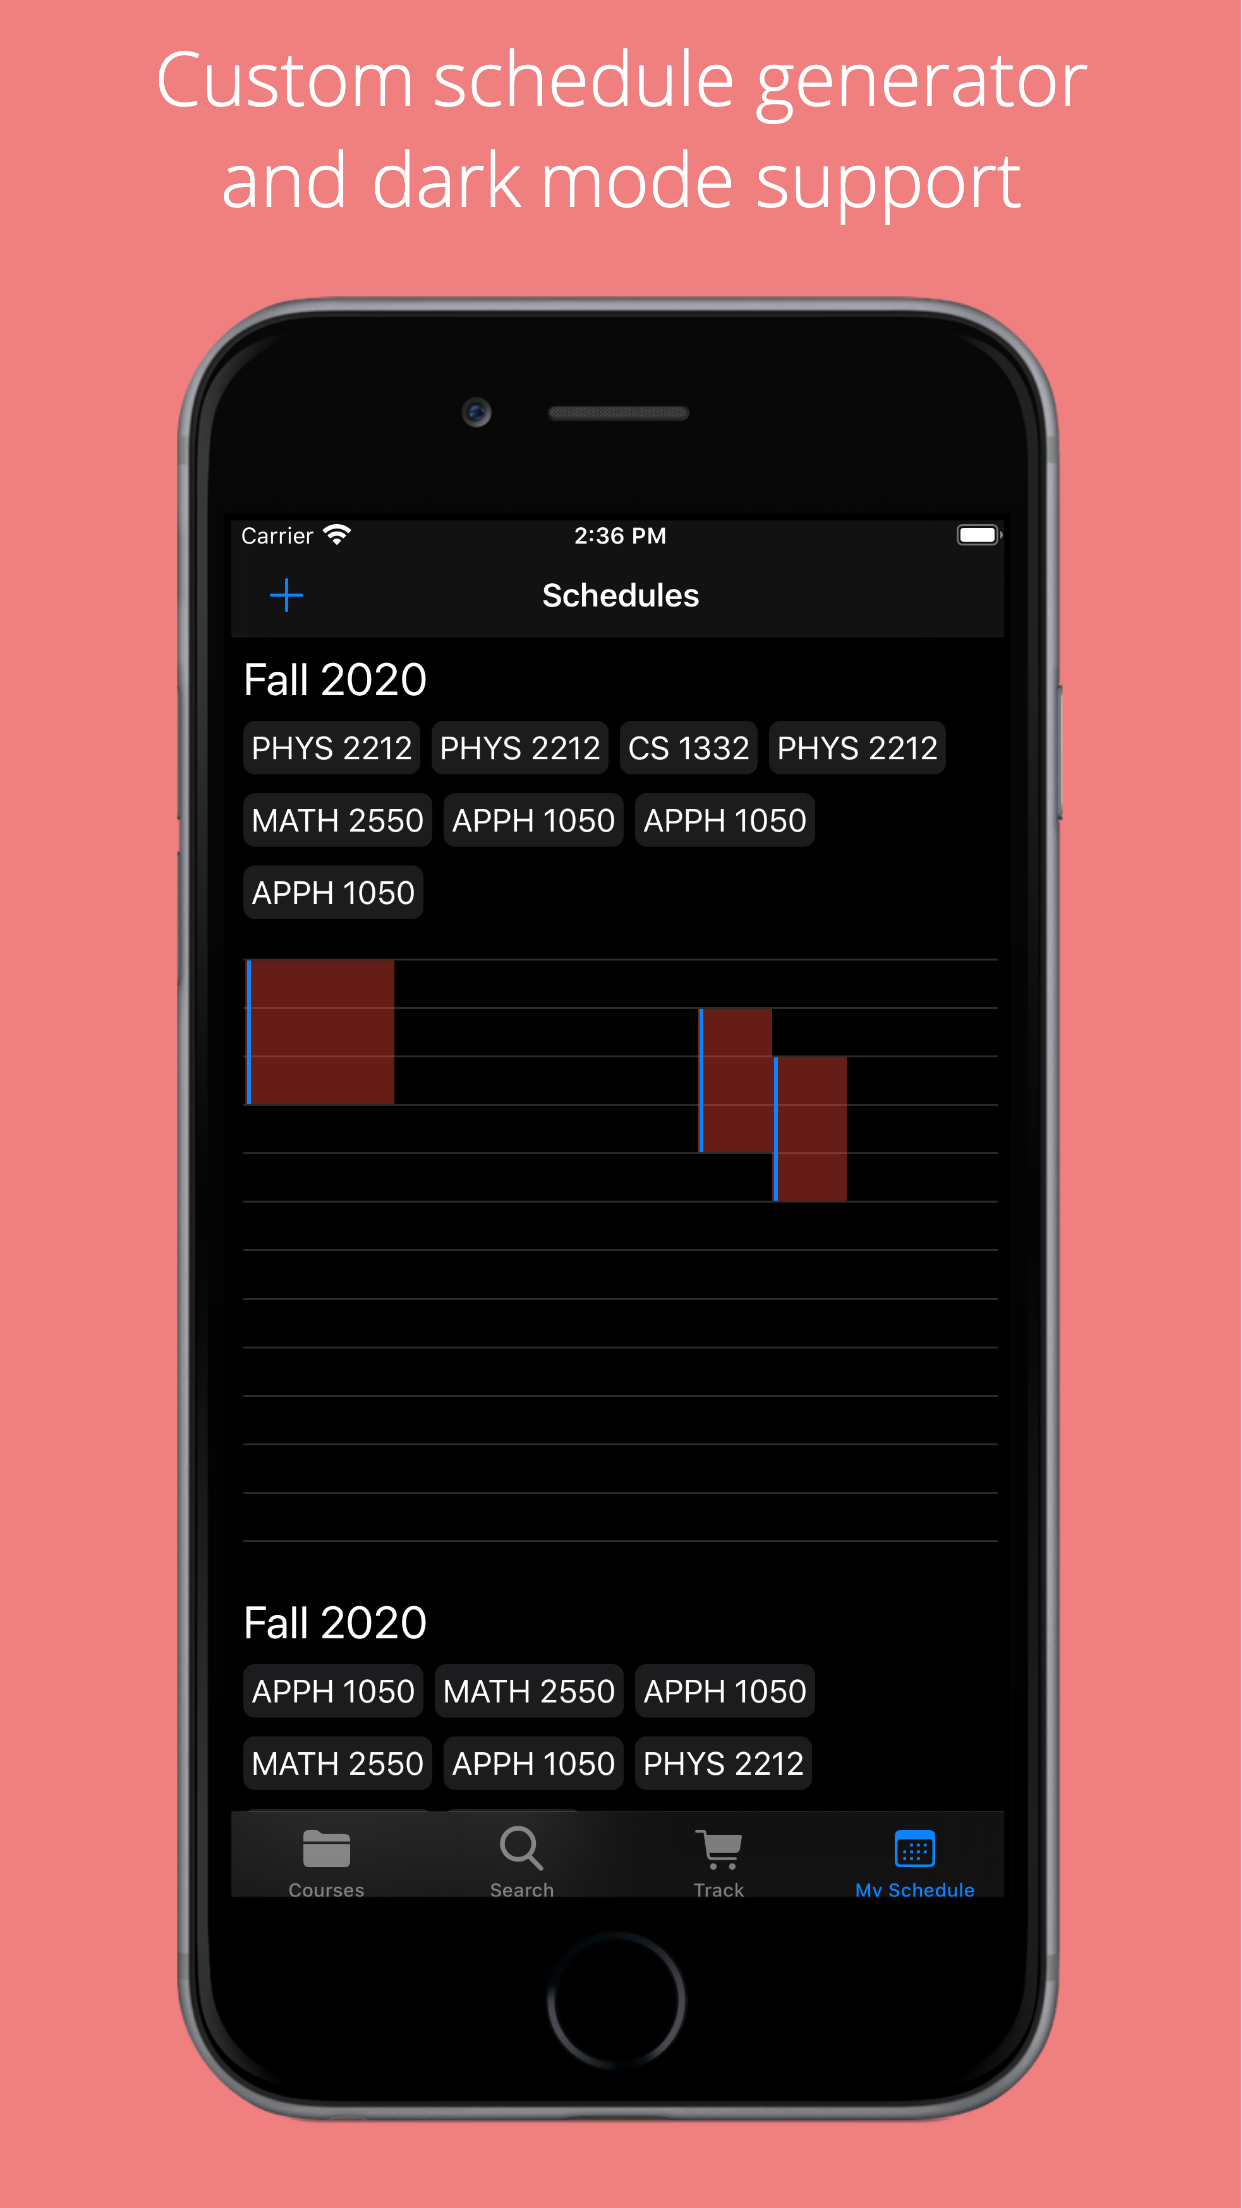 Custom schedule generator
and dark mode support
Carrier 2:36 PM
Schedules
Fall 2020
PHYS 2212 PHYS 2212 CS 1332 PHYS 2212
MATH 2550 APPH 1050 APPH 1050
APPH 1050
Fall 2020
APPH 1050 MATH 2550 APPH 1050
MATH 2550 APPH 1050 PHYS 2212
Courses Search Track My Schedule